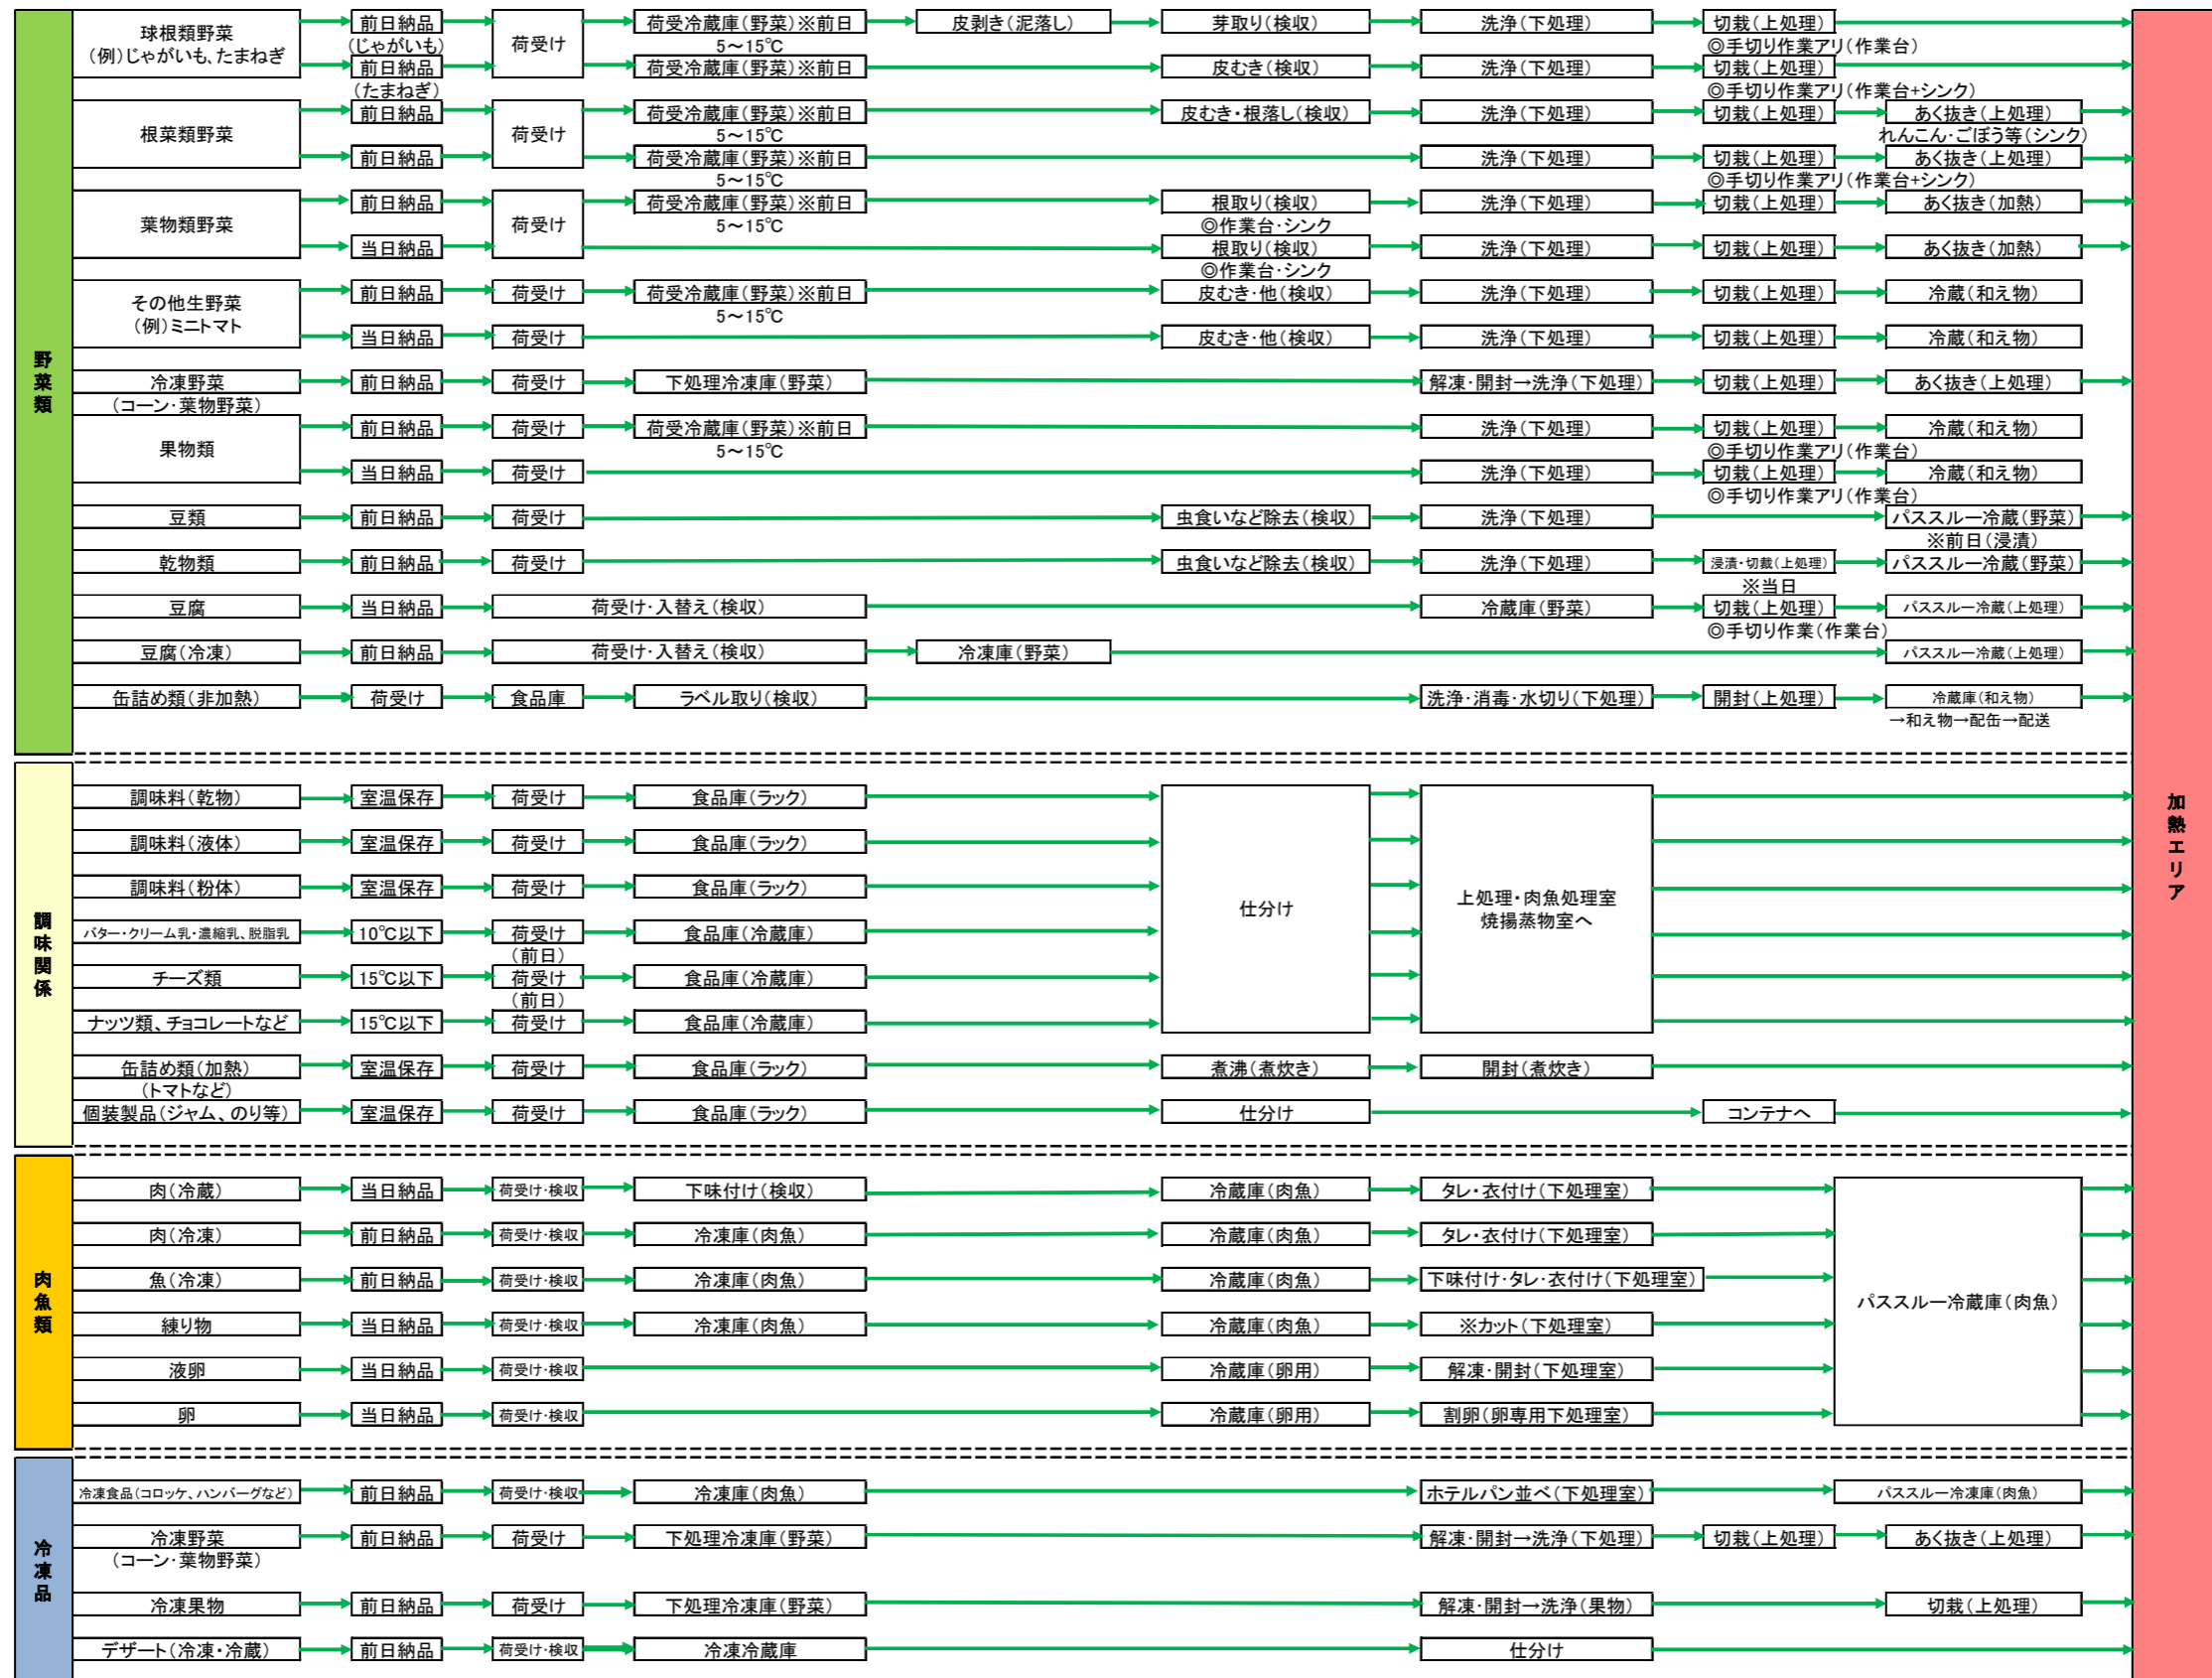 野菜類
球根類野菜
(例)じゃがいも、たまねぎ
前日納品
(じゃがいも)
前日納品
(たまねぎ)
荷受け
荷受冷蔵庫(野菜)※前日
5～15℃
荷受冷蔵庫(野菜)※前日
皮剥き(泥落し)
芽取り(検収)
皮むき(検収)
洗浄(下処理)
洗浄(下処理)
切裁(上処理)
◎手切り作業アリ(作業台)
切裁(上処理)
◎手切り作業アリ(作業台+シンク)
根菜類野菜
前日納品
前日納品
荷受け
荷受冷蔵庫(野菜)※前日
5～15℃
荷受冷蔵庫(野菜)※前日
5～15℃
皮むき・根落し(検収)
洗浄(下処理)
洗浄(下処理)
切裁(上処理)
切裁(上処理)
◎手切り作業アリ(作業台+シンク)
あく抜き(上処理)
れんこん・ごぼう等(シンク)
あく抜き(上処理)
葉物類野菜
前日納品
当日納品
荷受け
荷受冷蔵庫(野菜)※前日
5～15℃
根取り(検収)
◎作業台・シンク
根取り(検収)
◎作業台・シンク
洗浄(下処理)
洗浄(下処理)
切裁(上処理)
切裁(上処理)
あく抜き(加熱)
あく抜き(加熱)
その他生野菜
(例)ミニトマト
前日納品
荷受け
荷受冷蔵庫(野菜)※前日
5～15℃
皮むき・他(検収)
洗浄(下処理)
切裁(上処理)
冷蔵(和え物)
当日納品
荷受け
皮むき・他(検収)
洗浄(下処理)
切裁(上処理)
冷蔵(和え物)
冷凍野菜
(コーン・葉物野菜)
前日納品
荷受け
下処理冷凍庫(野菜)
解凍・開封→洗浄(下処理)
切裁(上処理)
あく抜き(上処理)
果物類
前日納品
荷受け
荷受冷蔵庫(野菜)※前日
5～15℃
洗浄(下処理)
切裁(上処理)
◎手切り作業アリ(作業台)
冷蔵(和え物)
当日納品
荷受け
洗浄(下処理)
切裁(上処理)
◎手切り作業アリ(作業台)
冷蔵(和え物)
豆類
前日納品
荷受け
虫食いなど除去(検収)
洗浄(下処理)
パススルー冷蔵(野菜)
※前日(浸漬)
乾物類
前日納品
荷受け
虫食いなど除去(検収)
洗浄(下処理)
浸漬・切裁(上処理)
※当日
パススルー冷蔵(野菜)
豆腐
当日納品
荷受け・入替え(検収)
冷蔵庫(野菜)
切裁(上処理)
◎手切り作業(作業台)
パススルー冷蔵(上処理)
豆腐(冷凍)
前日納品
荷受け・入替え(検収)
冷凍庫(野菜)
パススルー冷蔵(上処理)
缶詰め類(非加熱)
荷受け
食品庫
ラベル取り(検収)
洗浄・消毒・水切り(下処理)
開封(上処理)
冷蔵庫(和え物)
→和え物→配缶→配送
調味関係
調味料(乾物)
室温保存
荷受け
食品庫(ラック)
調味料(液体)
室温保存
荷受け
食品庫(ラック)
調味料(粉体)
室温保存
荷受け
食品庫(ラック)
バター・クリーム乳・濃縮乳、脱脂乳
10℃以下
荷受け
(前日)
食品庫(冷蔵庫)
チーズ類
15℃以下
荷受け
(前日)
食品庫(冷蔵庫)
ナッツ類、チョコレートなど
15℃以下
荷受け
食品庫(冷蔵庫)
仕分け
上処理・肉魚処理室
焼揚蒸物室へ
缶詰め類(加熱)
(トマトなど)
室温保存
荷受け
食品庫(ラック)
煮沸(煮炊き)
開封(煮炊き)
個装製品(ジャム、のり等)
室温保存
荷受け
食品庫(ラック)
仕分け
コンテナへ
肉魚類
肉(冷蔵)
当日納品
荷受け・検収
下味付け(検収)
冷蔵庫(肉魚)
タレ・衣付け(下処理室)
肉(冷凍)
前日納品
荷受け・検収
冷凍庫(肉魚)
冷蔵庫(肉魚)
タレ・衣付け(下処理室)
魚(冷凍)
前日納品
荷受け・検収
冷凍庫(肉魚)
冷蔵庫(肉魚)
下味付け・タレ・衣付け(下処理室)
練り物
当日納品
荷受け・検収
冷凍庫(肉魚)
冷蔵庫(肉魚)
※カット(下処理室)
液卵
当日納品
荷受け・検収
冷蔵庫(卵用)
解凍・開封(下処理室)
卵
当日納品
荷受け・検収
冷蔵庫(卵用)
割卵(卵専用下処理室)
パススルー冷蔵庫(肉魚)
冷凍品
冷凍食品(コロッケ、ハンバーグなど)
前日納品
荷受け・検収
冷凍庫(肉魚)
ホテルパン並べ(下処理室)
パススルー冷凍庫(肉魚)
冷凍野菜
(コーン・葉物野菜)
前日納品
荷受け
下処理冷凍庫(野菜)
解凍・開封→洗浄(下処理)
切裁(上処理)
あく抜き(上処理)
冷凍果物
前日納品
荷受け
下処理冷凍庫(野菜)
解凍・開封→洗浄(果物)
切裁(上処理)
デザート(冷凍・冷蔵)
前日納品
荷受け・検収
冷凍冷蔵庫
仕分け
加熱エリア